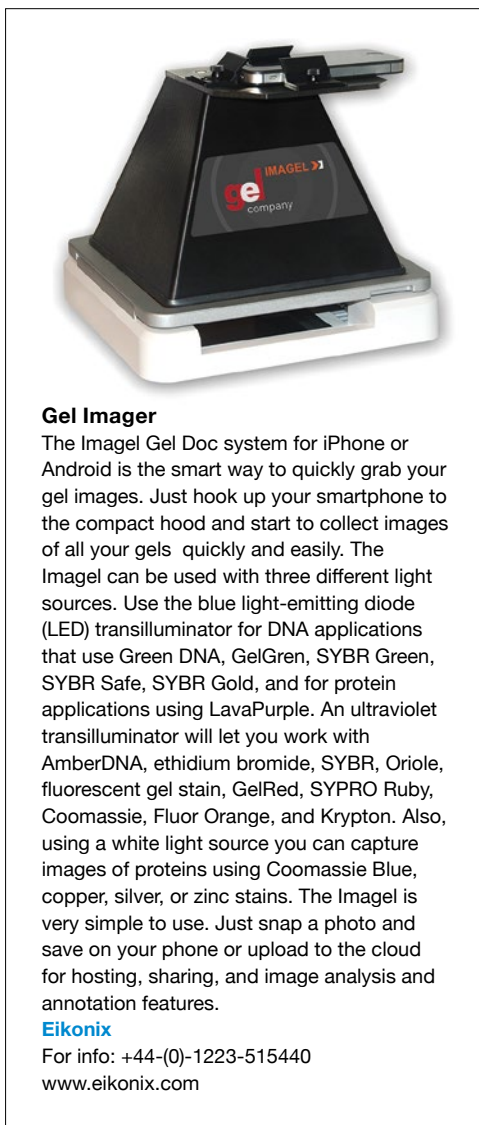 IMAGEL
gel
company
Gel Imager
The Imagel Gel Doc system for iPhone or
Android is the smart way to quickly grab your
gel images. Just hook up your smartphone to
the compact hood and start to collect images
of all your gels  quickly and easily. The
Imagel can be used with three different light
sources. Use the blue light-emitting diode
(LED) transilluminator for DNA applications
that use Green DNA, GelGren, SYBR Green,
SYBR Safe, SYBR Gold, and for protein
applications using LavaPurple. An ultraviolet
transilluminator will let you work with
AmberDNA, ethidium bromide, SYBR, Oriole,
fluorescent gel stain, GelRed, SYPRO Ruby,
Coomassie, Fluor Orange, and Krypton. Also,
using a white light source you can capture
images of proteins using Coomassie Blue,
copper, silver, or zinc stains. The Imagel is
very simple to use. Just snap a photo and
save on your phone or upload to the cloud
for hosting, sharing, and image analysis and
annotation features.
Eikonix
For info: +44-(0)-1223-515440
www.eikonix.com